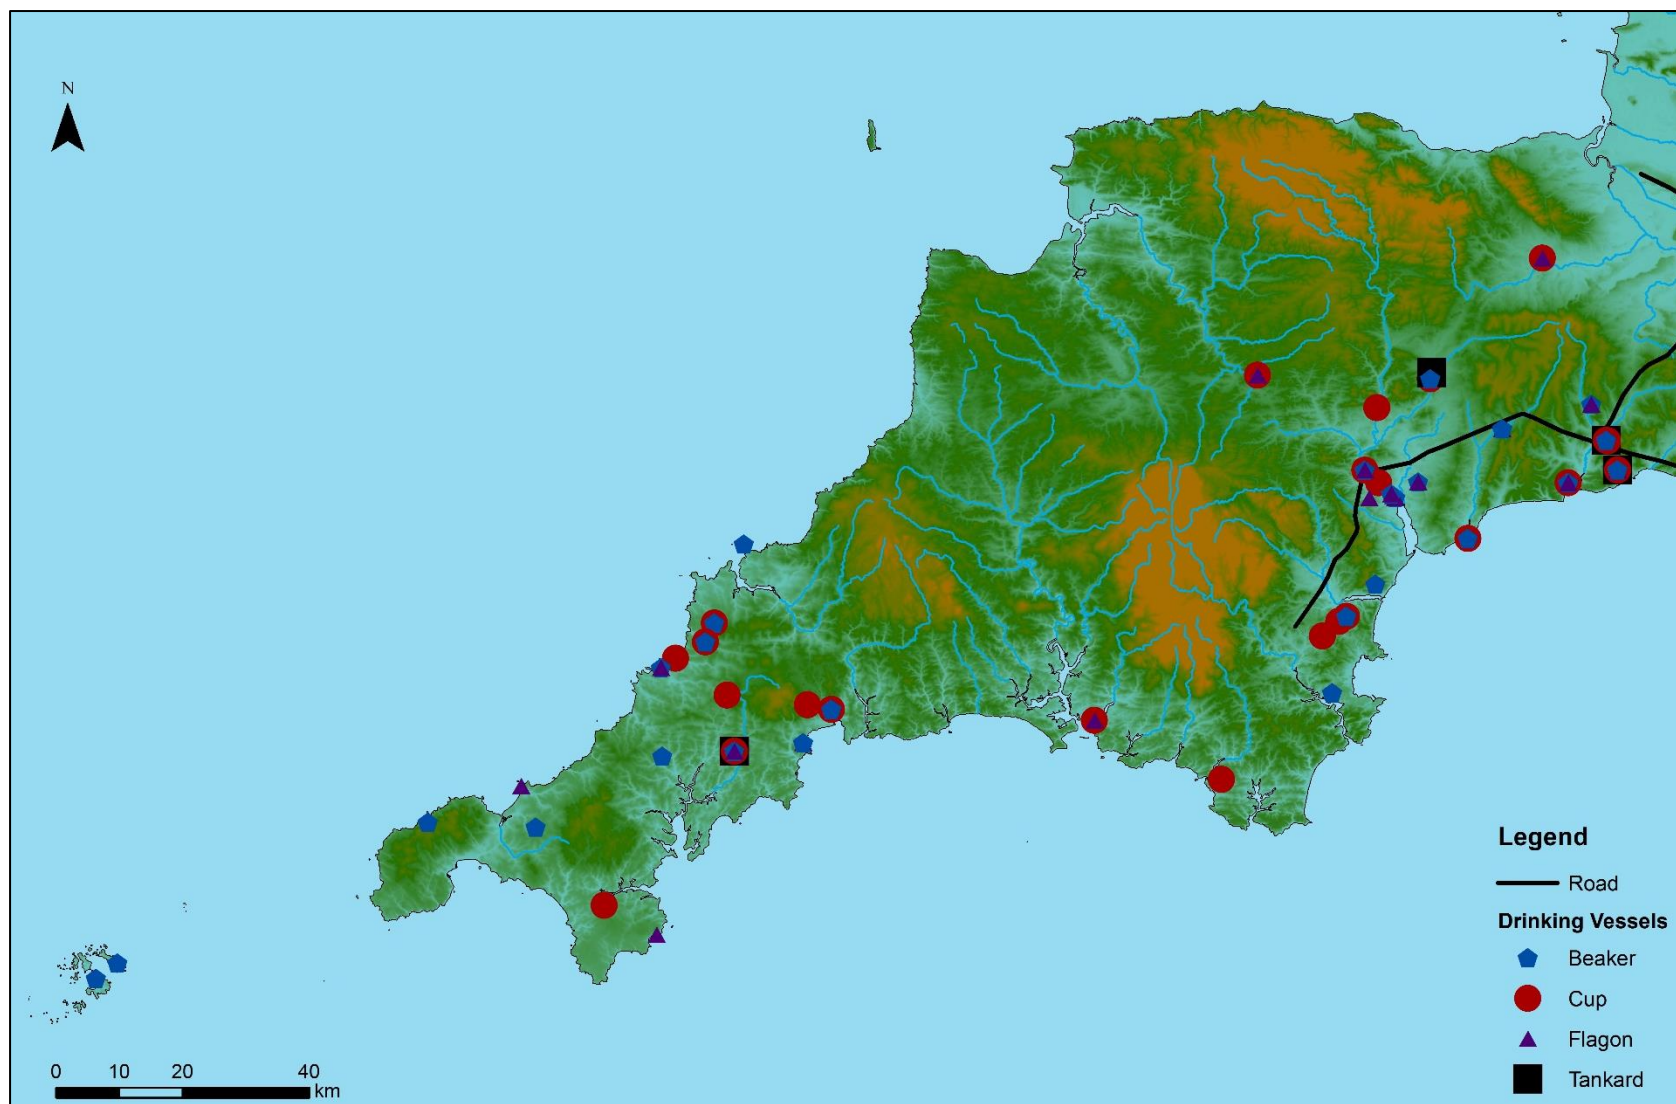 N
Legend
Road
Drinking Vessels
Beaker
Cup
Flagon
Tankard
0 10 20 40
km